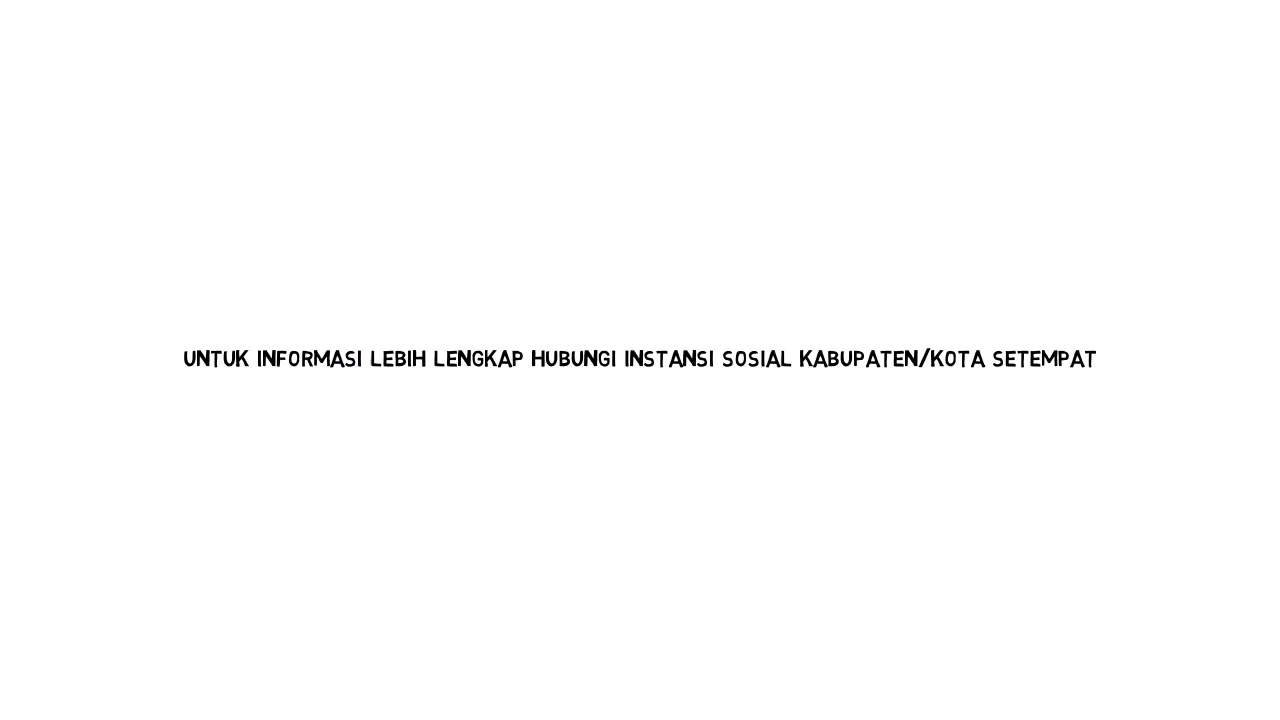 UNTUK INFORMASI LEBIH LENGKAP HUBUNGI INSTANSI SOSIAL KABUPATEN/KOTA SETEMPAT